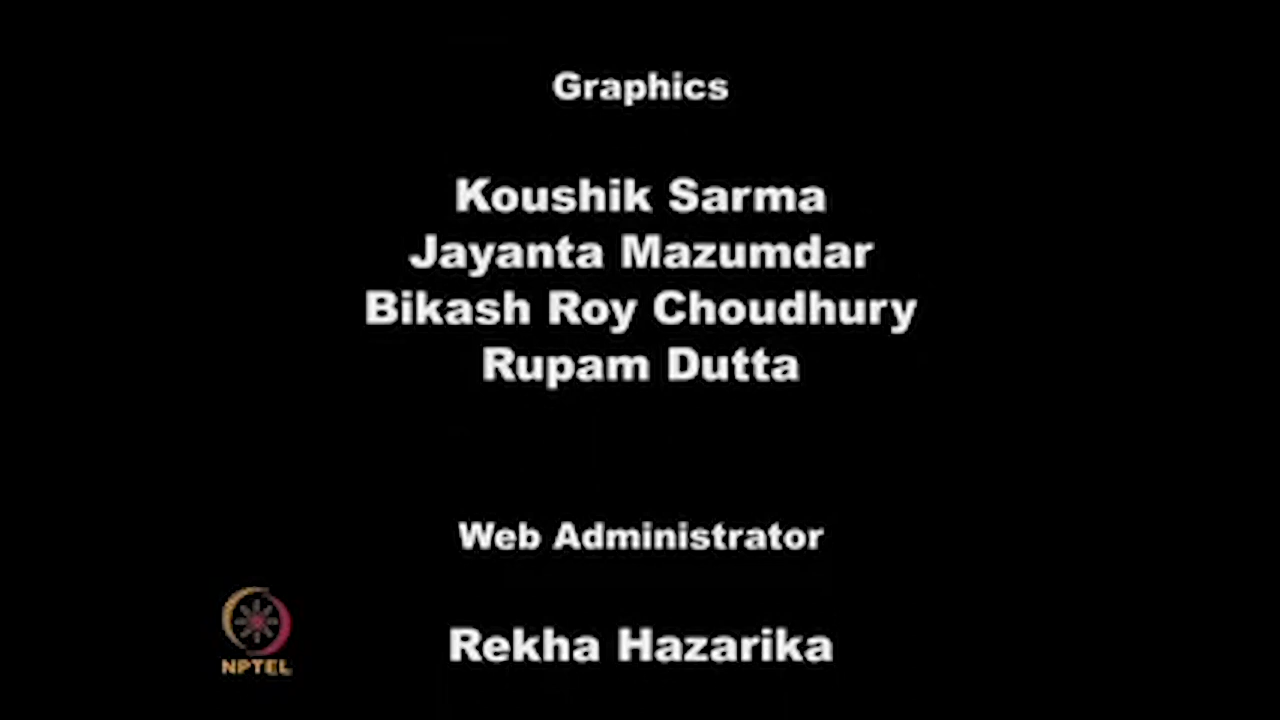 Graphics
Koushik Sarma
Jayanta Mazumdar
Bikash Roy Choudhury
Rupam Dutta
Web Administrator
Rekha Hazarika
NPTEL